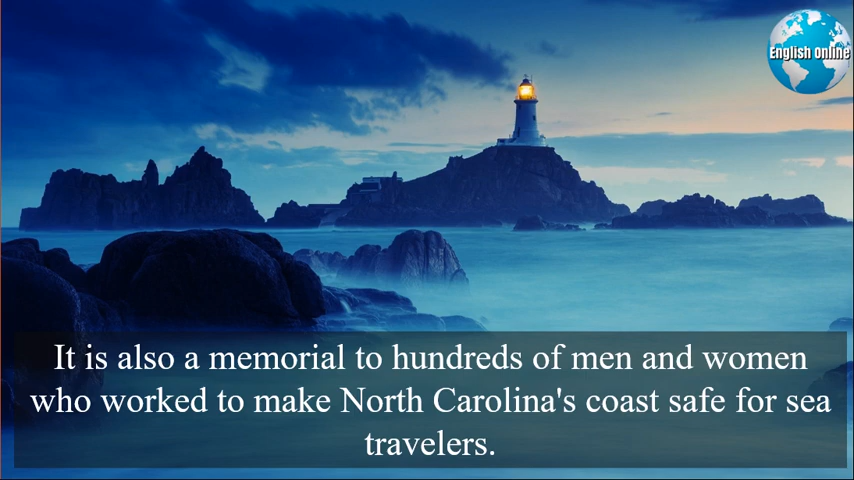 English Online
It is also a memorial to hundreds of men and women
who worked to make North Carolina's coast safe for sea
travelers.